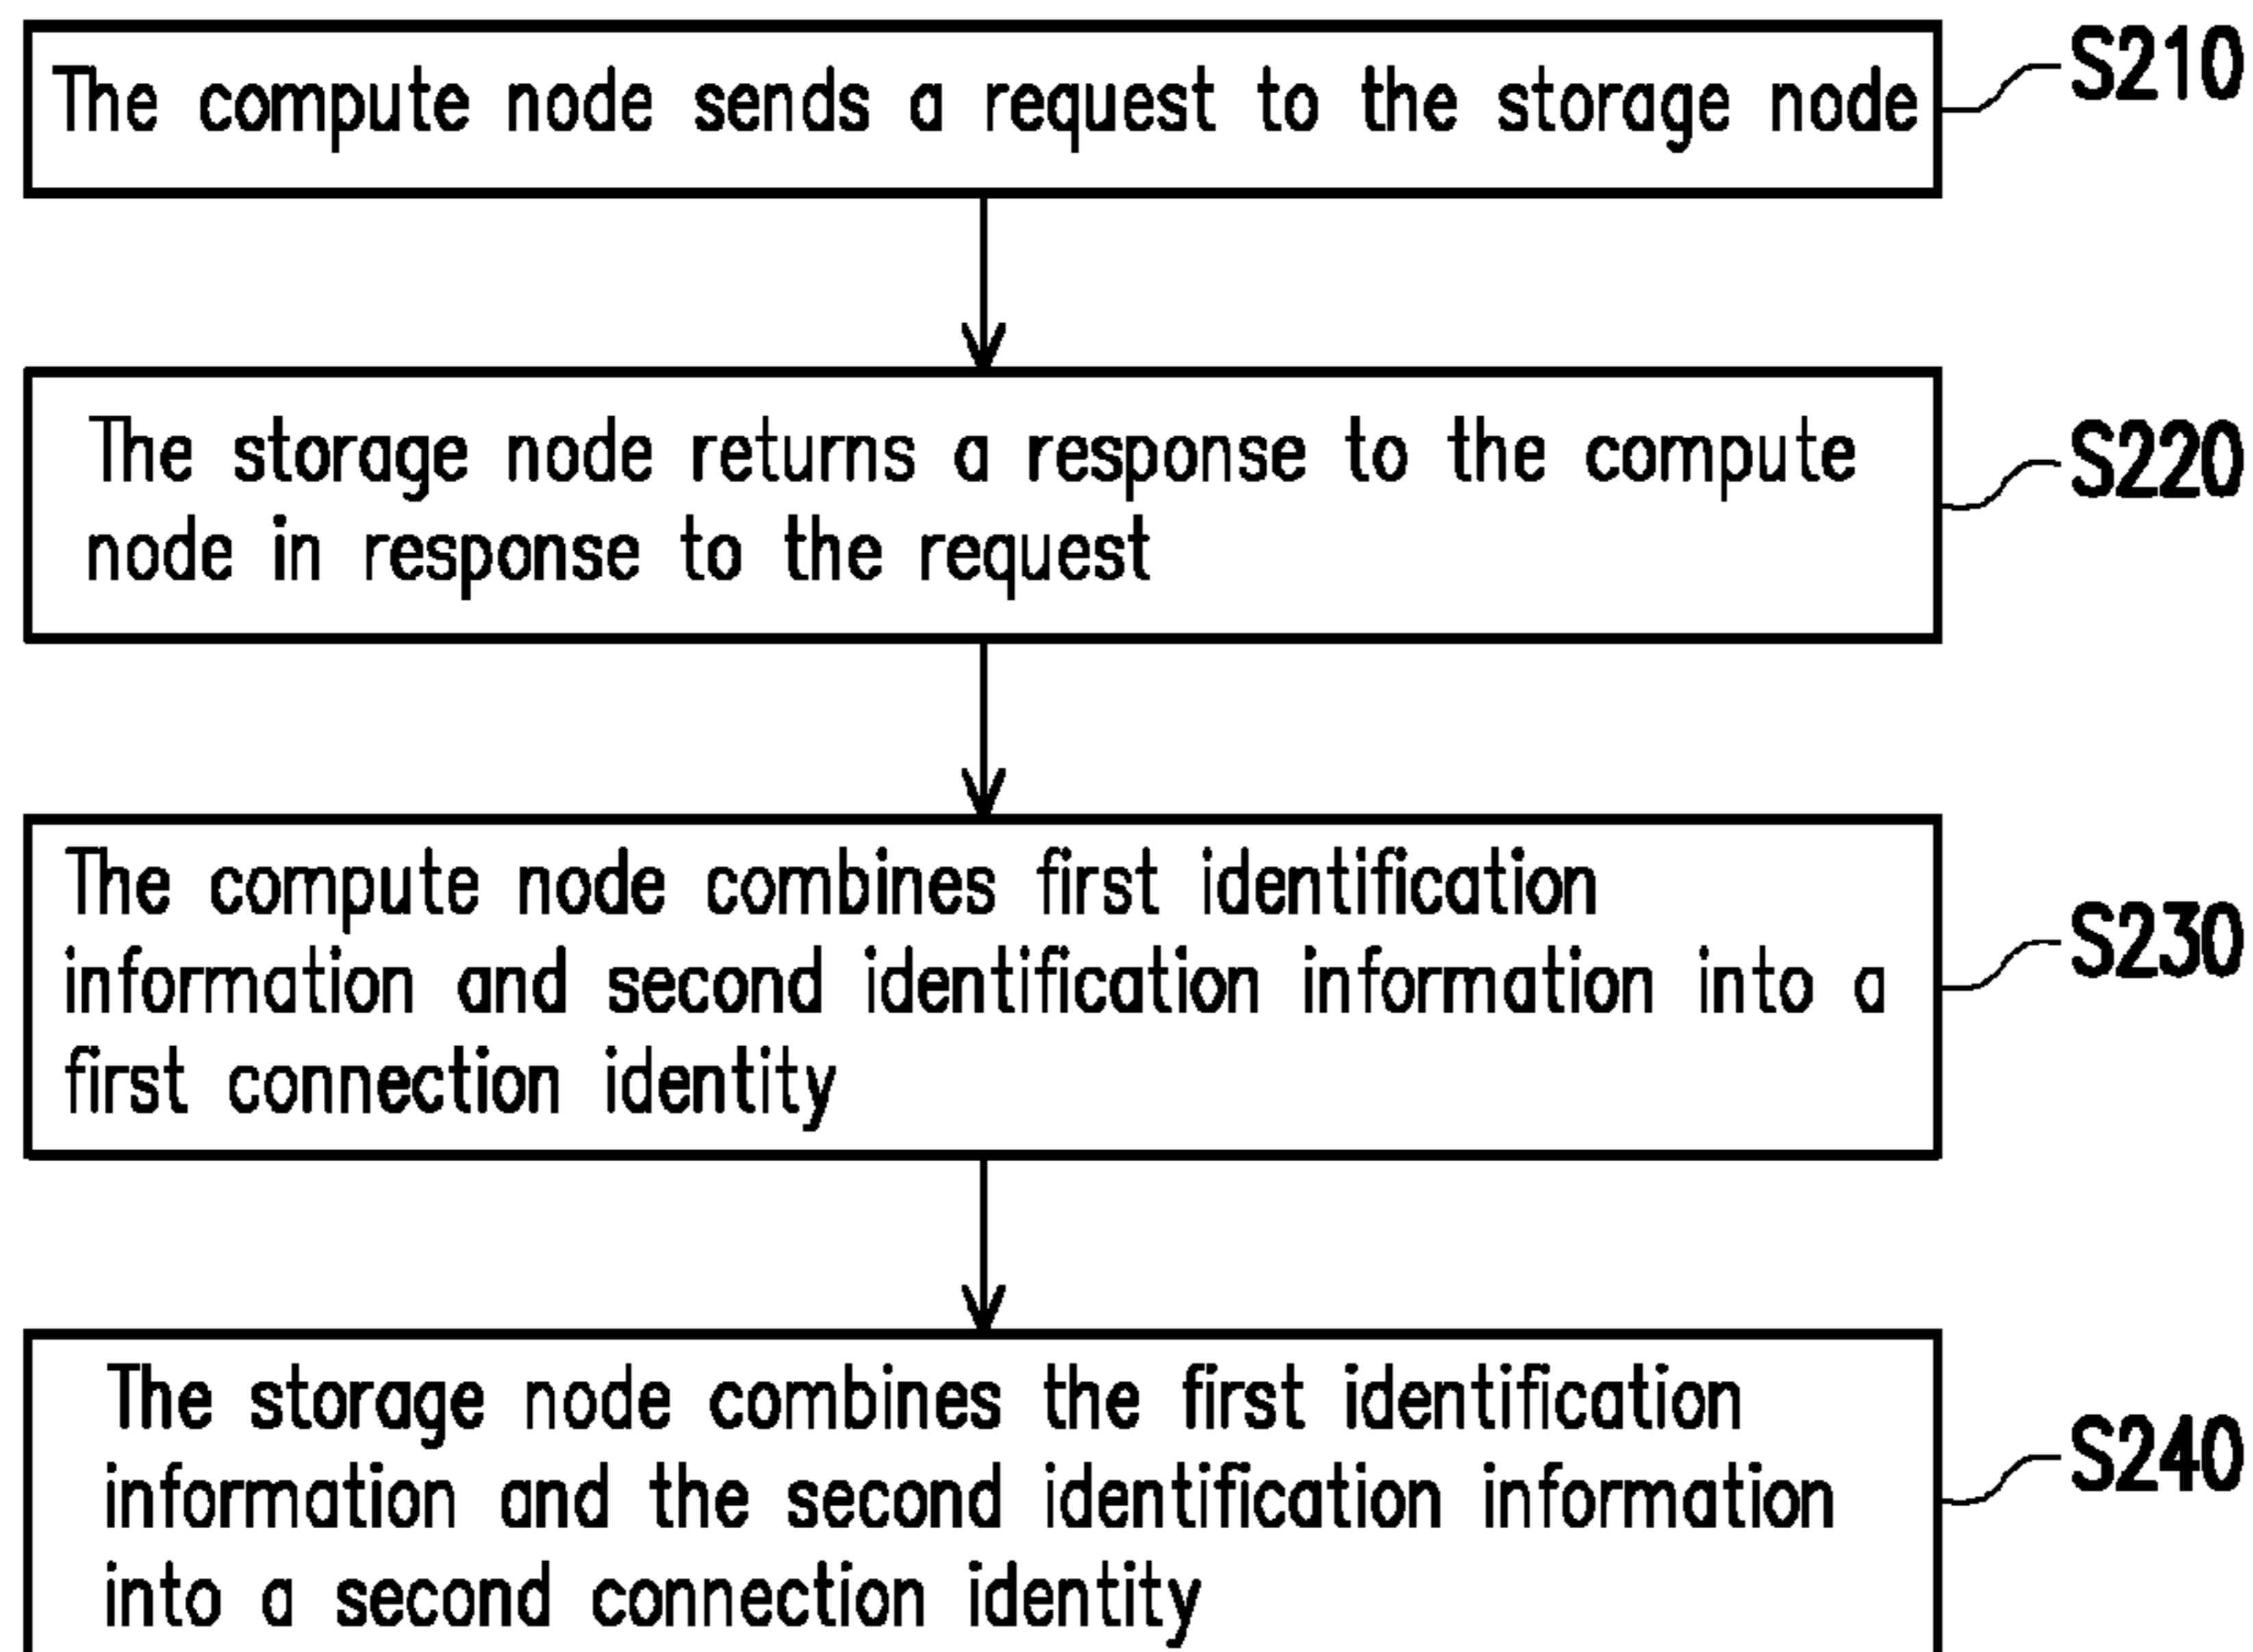 The compute node sends a request to the storage node
S210
The storage node returns a response to the compute
node in response to the request
S220
The compute node combines first identification
information and second identification information into a
first connection identity
S230
The storage node combines the first identification
information and the second identification information
into a second connection identity
S240